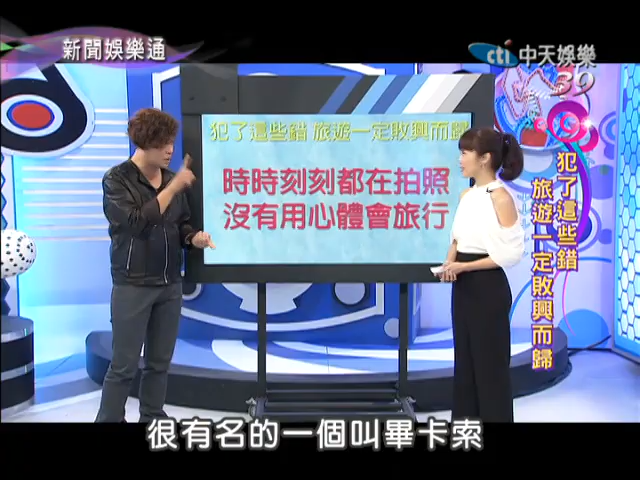 新聞娛樂通
cti 中天娛樂
39
犯了這些錯 旅遊一定敗興而歸
時時刻刻都在拍照
沒有用心體會旅行
犯了這些錯
旅遊一定敗興而歸
很有名的一個叫畢卡索